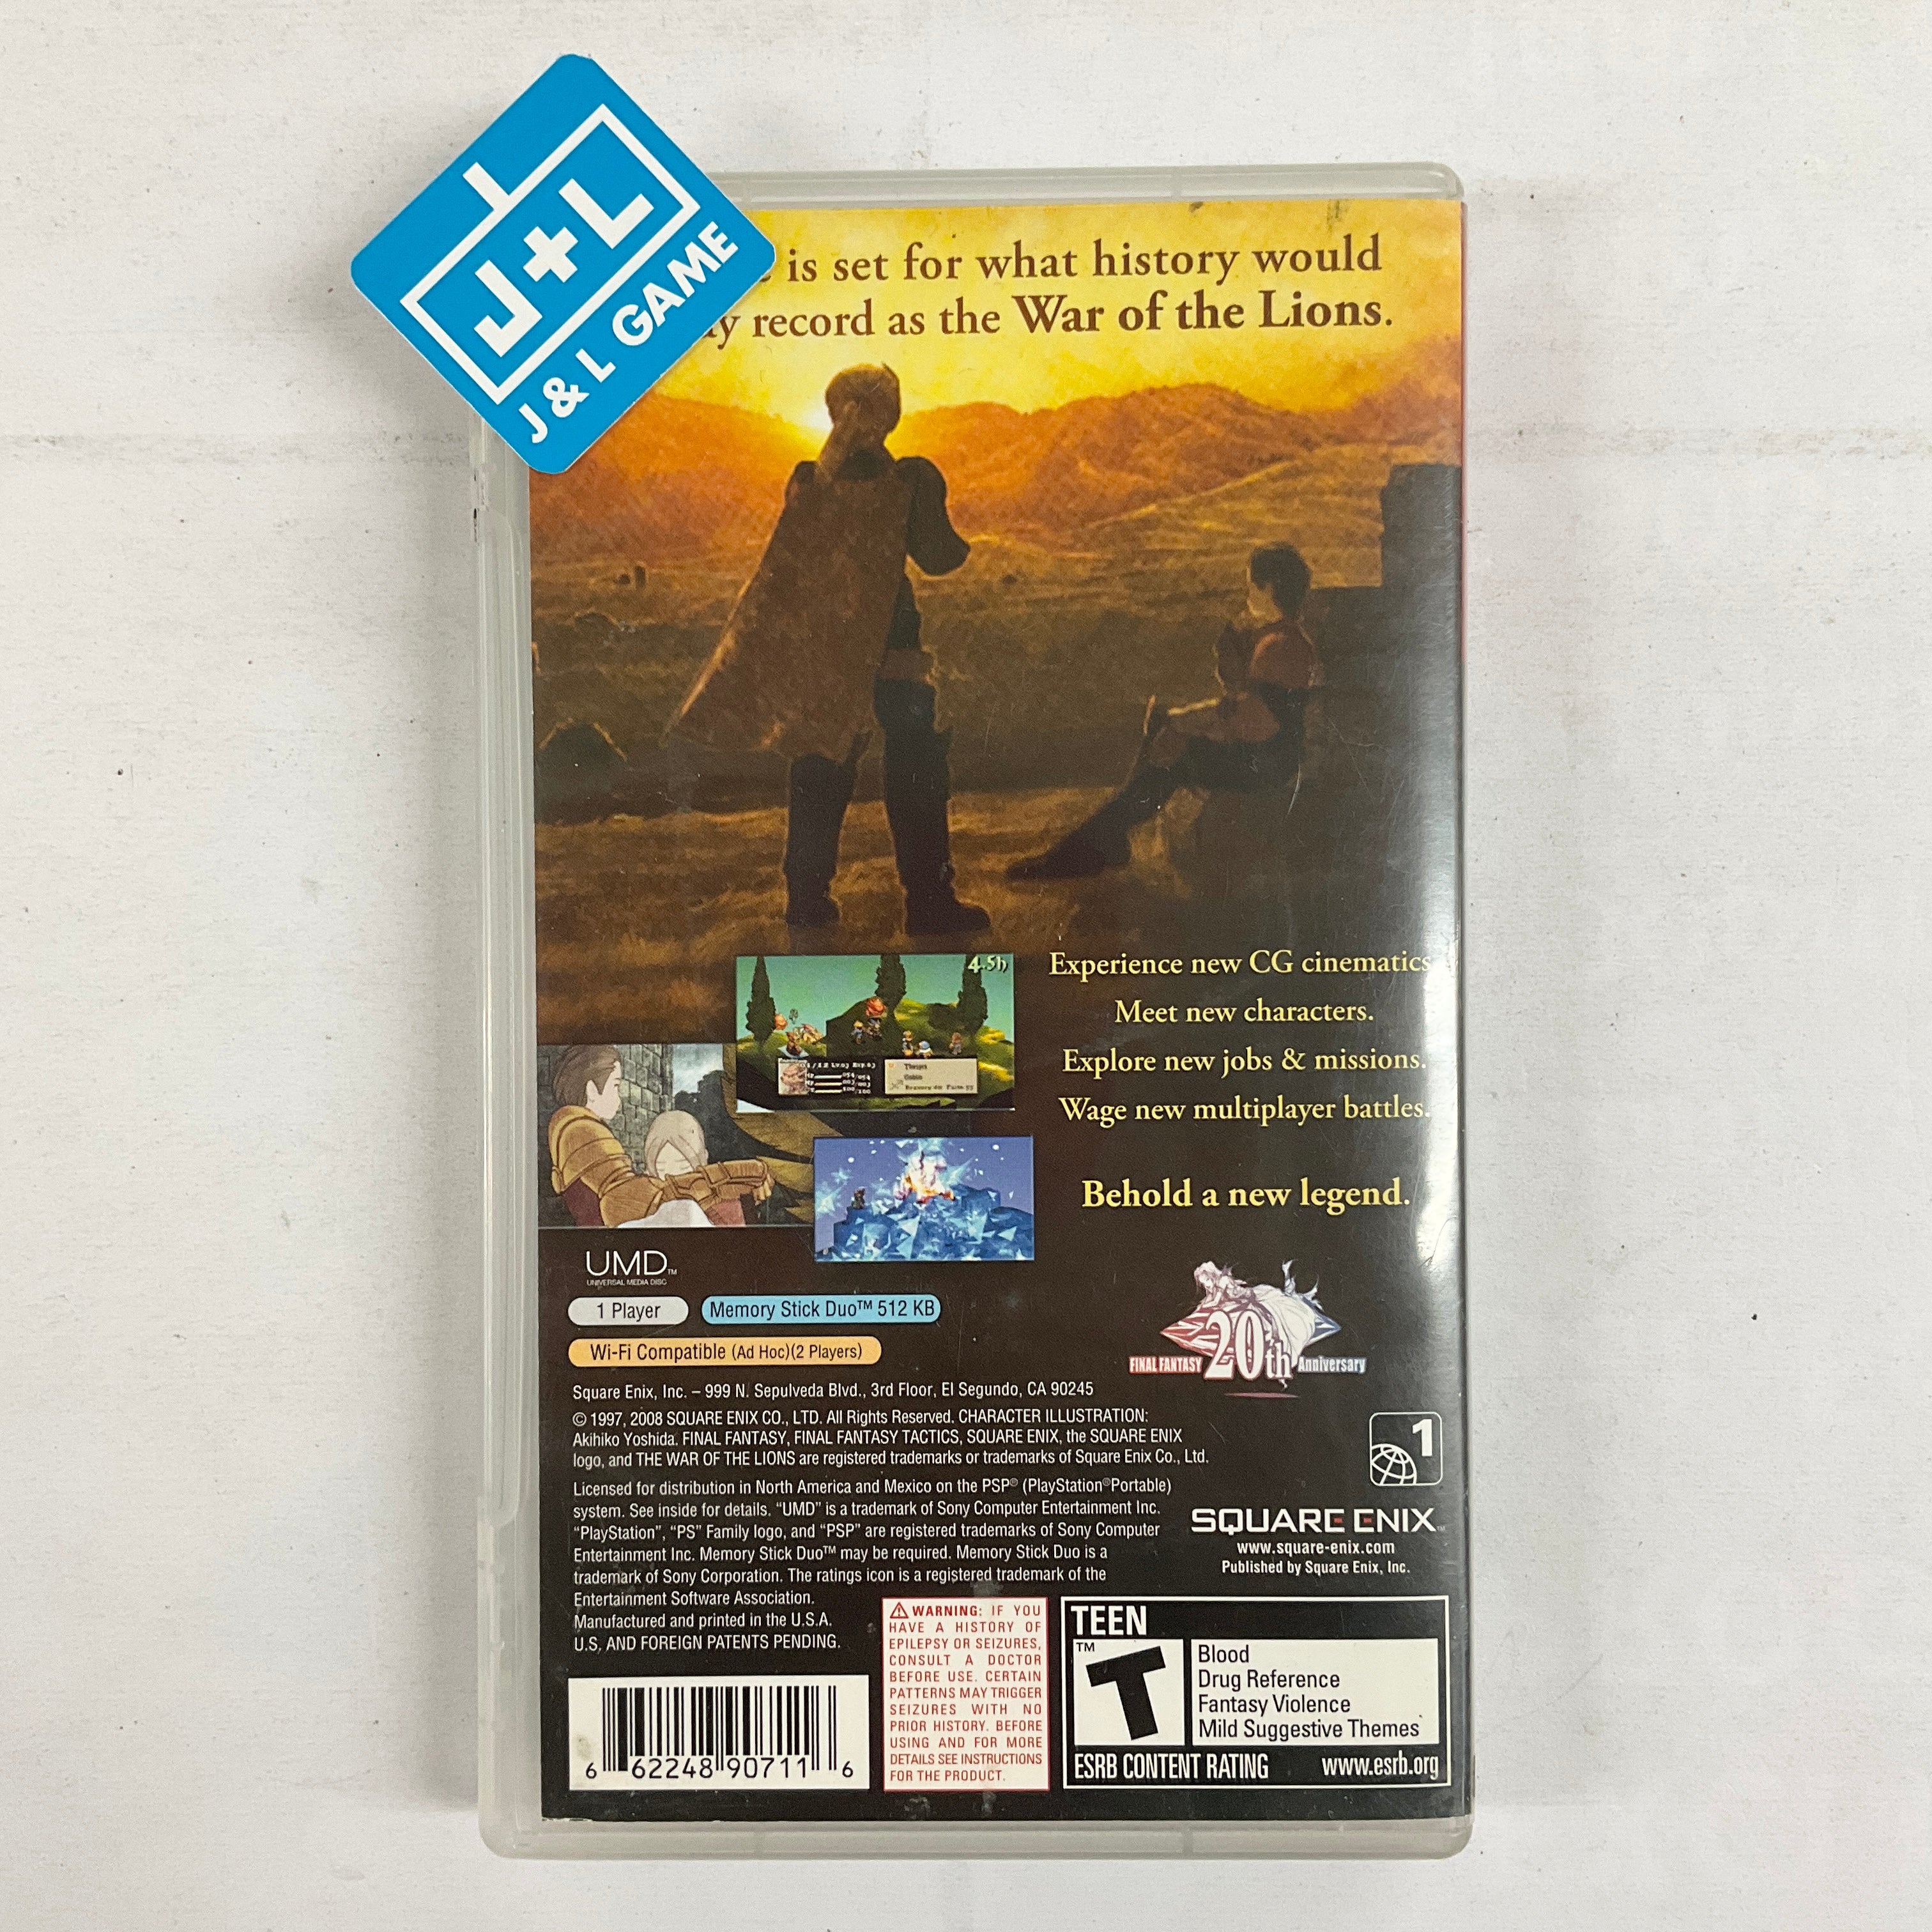 J+L
J & L GAME
is set for what history would
record as the War of the Lions.
4.5h
Experience new CG cinematics
Meet new characters.
Explore new jobs & missions.
Wage new multiplayer battles.
Behold a new legend.
UMD™
UNIVERSAL MEDIA DISC
1 Player
Memory Stick Duo™ 512 KB
Wi-Fi Compatible (Ad Hoc)(2 Players)
FINAL FANTASY 20th Anniversary
Square Enix, Inc. – 999 N. Sepulveda Blvd., 3rd Floor, El Segundo, CA 90245
© 1997, 2008 SQUARE ENIX CO., LTD. All Rights Reserved. CHARACTER ILLUSTRATION:
Akihiko Yoshida. FINAL FANTASY, FINAL FANTASY TACTICS, SQUARE ENIX, the SQUARE ENIX
logo, and THE WAR OF THE LIONS are registered trademarks or trademarks of Square Enix Co., Ltd.
1
Licensed for distribution in North America and Mexico on the PSP® (PlayStation®Portable)
system. See inside for details. “UMD” is a trademark of Sony Computer Entertainment Inc.
“PlayStation”, “PS” Family logo, and “PSP” are registered trademarks of Sony Computer
Entertainment Inc. Memory Stick Duo™ may be required. Memory Stick Duo is a
trademark of Sony Corporation. The ratings icon is a registered trademark of the
Entertainment Software Association.
Manufactured and printed in the U.S.A.
U.S. AND FOREIGN PATENTS PENDING.
SQUARE ENIX™
www.square-enix.com
Published by Square Enix, Inc.
6 62248 90711 6
WARNING: IF YOU
HAVE A HISTORY OF
EPILEPSY OR SEIZURES,
CONSULT A DOCTOR
BEFORE USE. CERTAIN
PATTERNS MAY TRIGGER
SEIZURES WITH NO
PRIOR HISTORY. BEFORE
USING AND FOR MORE
DETAILS SEE INSTRUCTIONS
FOR THE PRODUCT.
TEEN
™
T
Blood
Drug Reference
Fantasy Violence
Mild Suggestive Themes
ESRB CONTENT RATING www.esrb.org